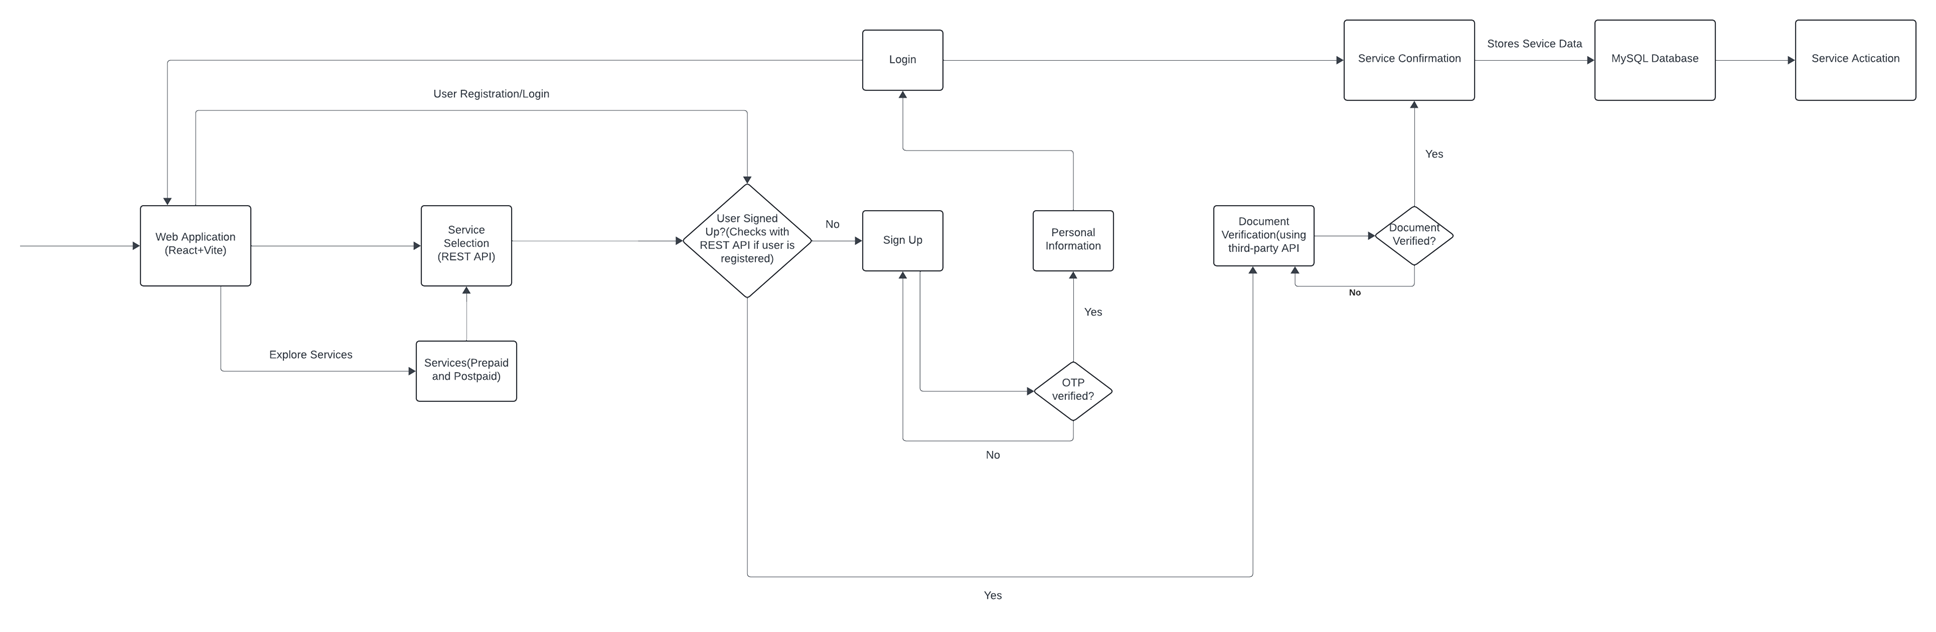 Login
Service Confirmation
Stores Sevice Data
MySQL Database
Service Actication
User Registration/Login
Yes
Web Application
(React+Vite)
Service
Selection
(REST API)
User Signed
Up?(Checks with
REST API if user is
registered)
No
Sign Up
Personal
Information
Document
Verification(using
third-party API
Document
Verified?
No
Yes
Explore Services
Services(Prepaid
and Postpaid)
OTP
verified?
No
Yes